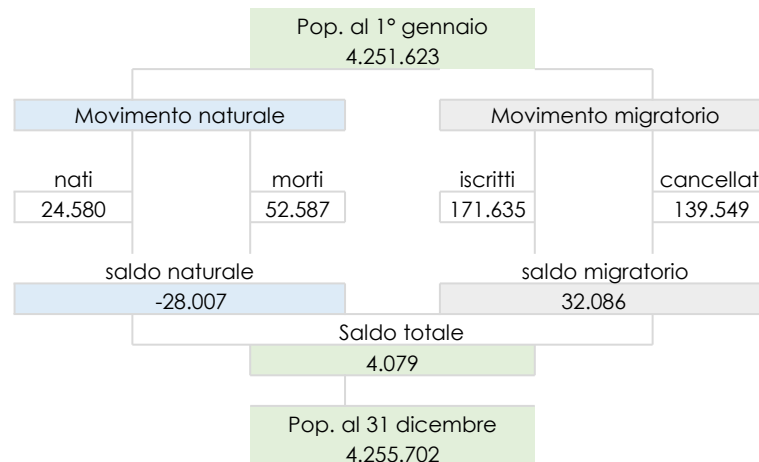 Pop. al 1° gennaio
4.251.623
Movimento naturale
Movimento migratorio
nati
morti
iscritti
cancellat
24.580
52.587
171.635
139.549
saldo naturale
saldo migratorio
-28.007
32.086
Saldo totale
4.079
Pop. al 31 dicembre
4.255.702